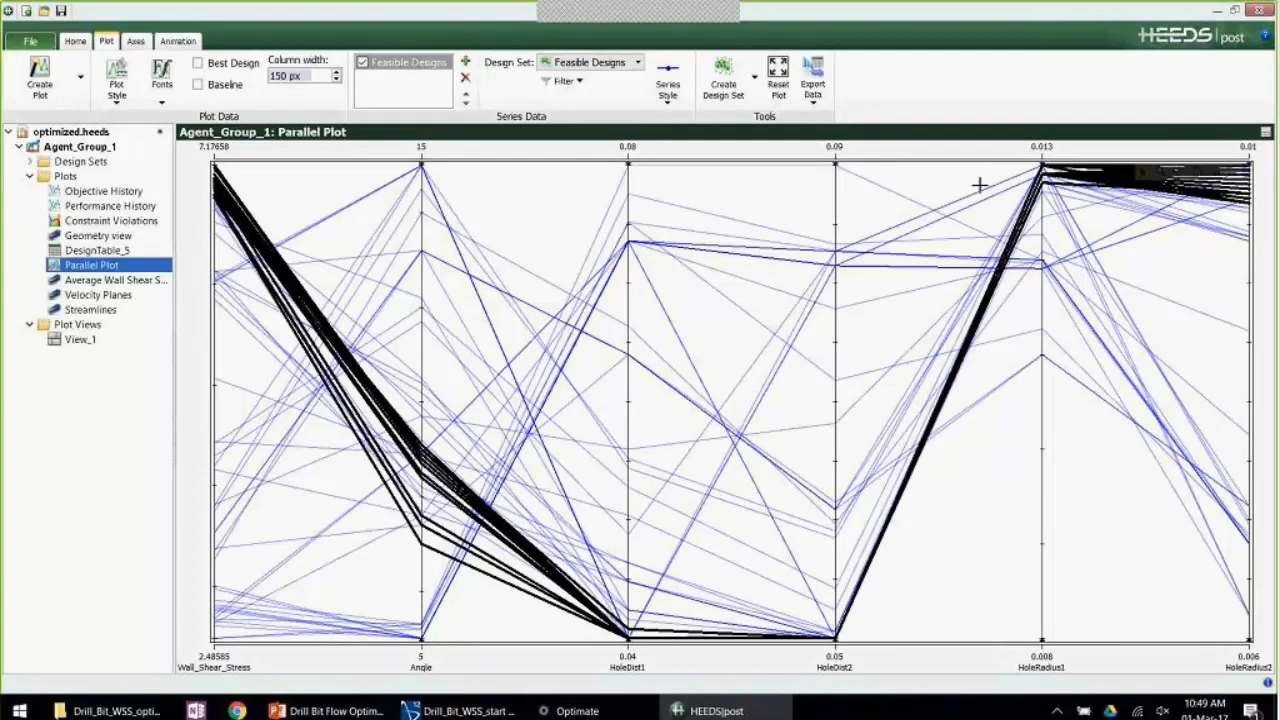 File Home Plot Axes Animation
HEEDS | post
Create Plot
Plot Style
Fonts
Best Design
Baseline
Column width:
150 px
Plot Data
Feasible Designs
Design Set: Feasible Designs
Filter
Series Style
Series Data
Create Design Set
Reset Plot
Export Data
Tools
optimized.heeds *
Agent_Group_1
Design Sets
Plots
Objective History
Performance History
Constraint Violations
Geometry view
DesignTable_5
Parallel Plot
Average Wall Shear S...
Velocity Planes
Streamlines
Plot Views
View_1
Agent_Group_1: Parallel Plot
7.17658 15 0.08 0.09 0.013 0.01
2.48585 5 0.04 0.05 0.008 0.006
Wall_Shear_Stress Angle HoleDist1 HoleDist2 HoleRadius1 HoleRadius2
Drill_Bit_WSS_opti... Drill Bit Flow Optim... Drill_Bit_WSS_start ... Optimate HEEDS|post
10:49 AM
01-Mar-17